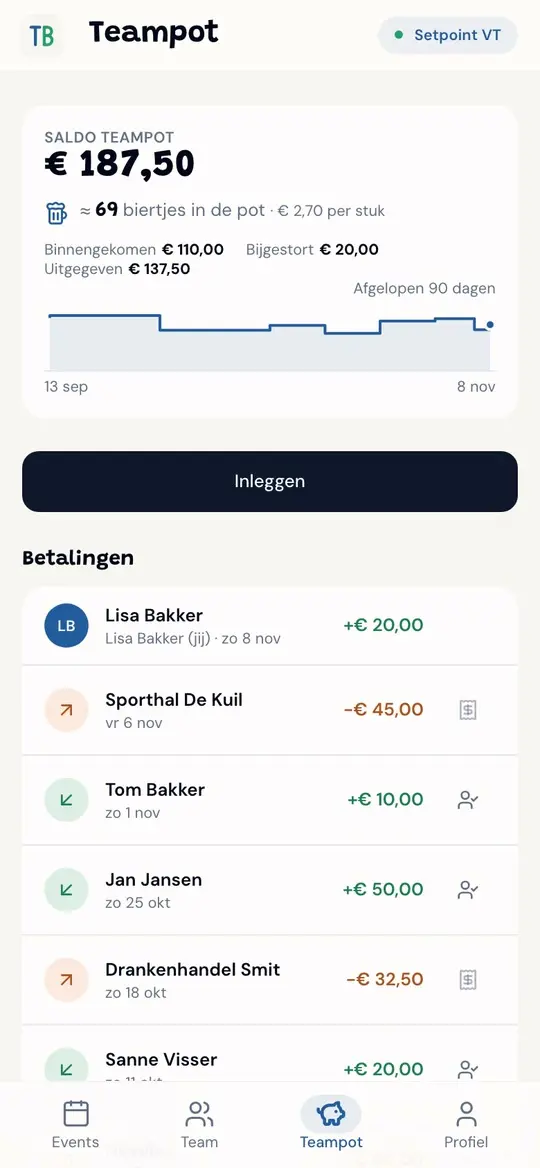 TB
Teampot
Setpoint VT
SALDO TEAMPOT
€ 187,50
≈ 69 biertjes in de pot · € 2,70 per stuk
Binnengekomen € 110,00 Bijgestort € 20,00
Uitgegeven € 137,50
Afgelopen 90 dagen
13 sep 8 nov
Inleggen
Betalingen
LB
Lisa Bakker
Lisa Bakker (jij) · zo 8 nov
+€ 20,00
Sporthal De Kuil
vr 6 nov
-€ 45,00
Tom Bakker
zo 1 nov
+€ 10,00
Jan Jansen
zo 25 okt
+€ 50,00
Drankenhandel Smit
zo 18 okt
-€ 32,50
Sanne Visser
zo 11 okt
+€ 20,00
Events Team Teampot Profiel